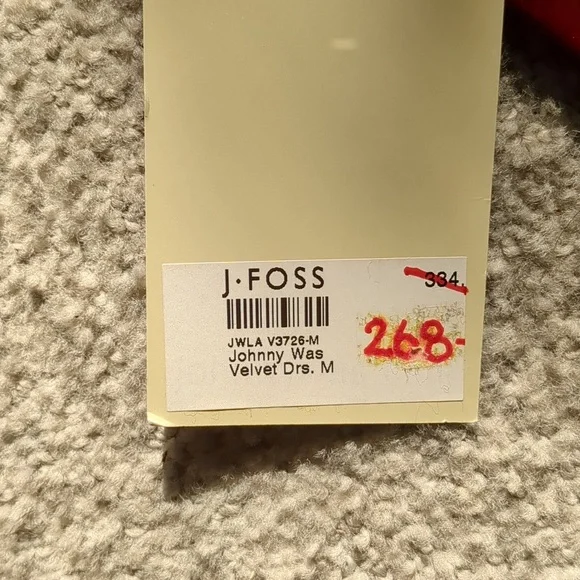 J·FOSS
334.
JWLA V3726-M
268-
Johnny Was
Velvet Drs. M